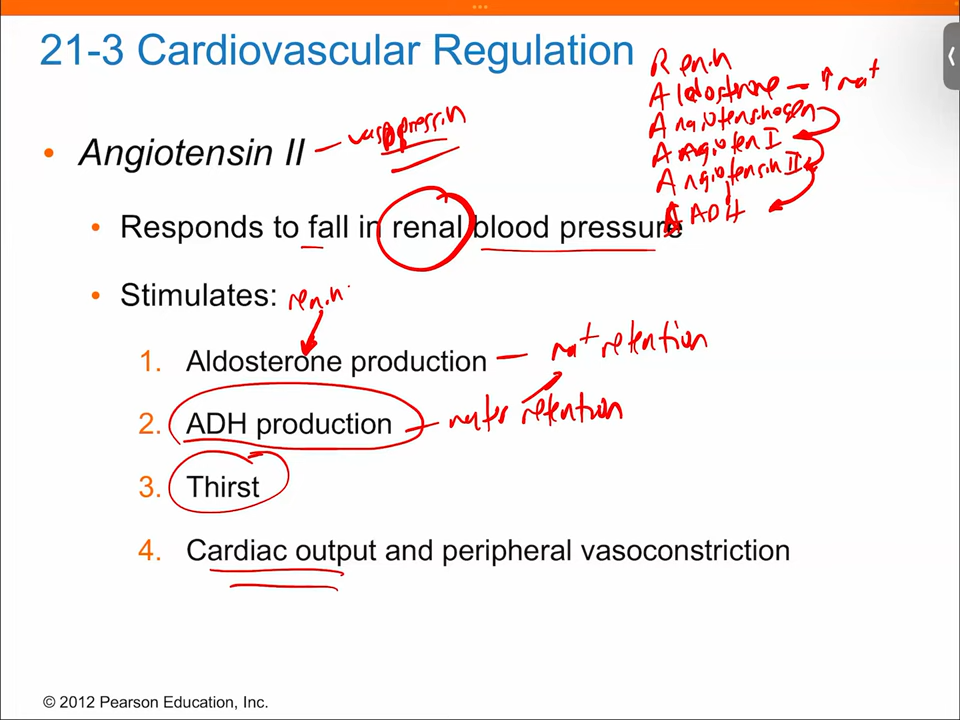 21-3 Cardiovascular Regulation
Renin
Aldosterone – ↑ na+
Angiotensinogen
Angioten I
Angiotensin II
ADH
• Angiotensin II – vasopressin
• Responds to fall in renal blood pressure
• Stimulates: renin
1. Aldosterone production – na+ retention
2. ADH production – water retention
3. Thirst
4. Cardiac output and peripheral vasoconstriction
© 2012 Pearson Education, Inc.